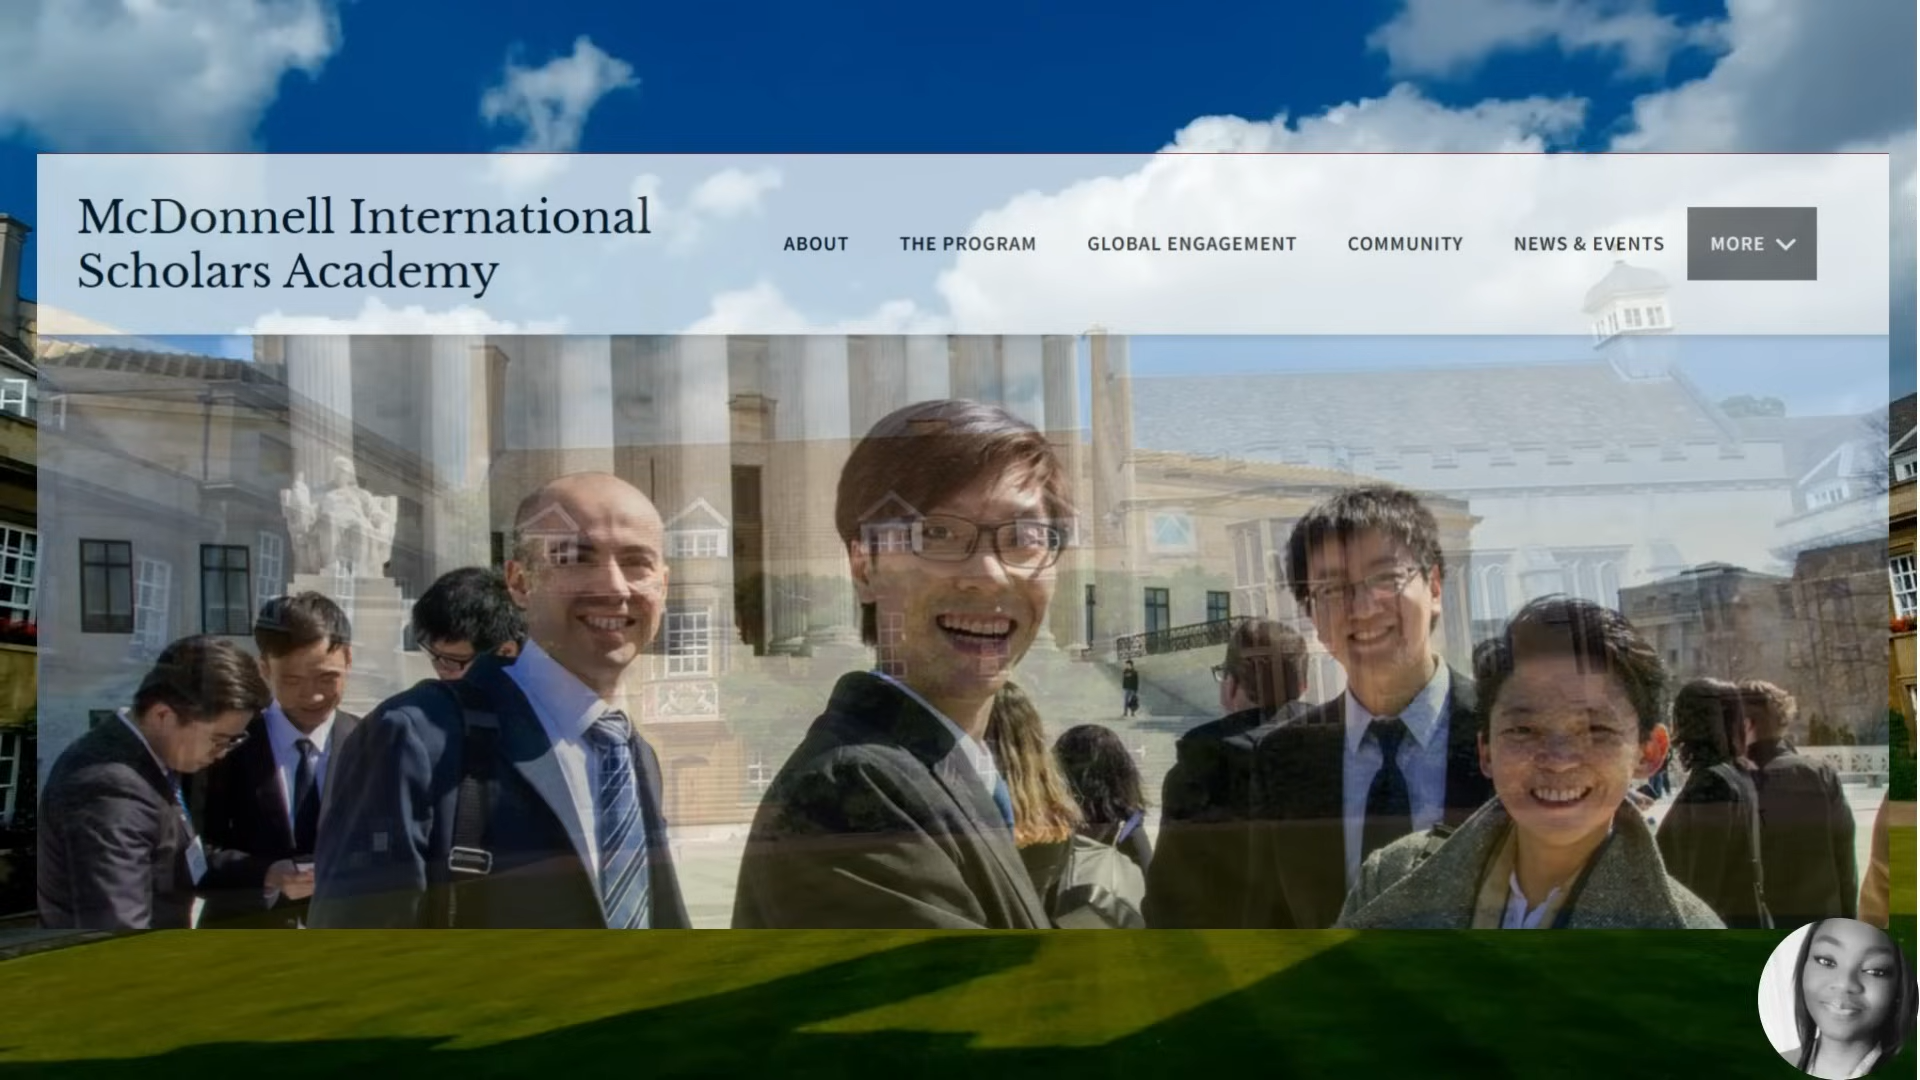 McDonnell International
Scholars Academy
ABOUT
THE PROGRAM
GLOBAL ENGAGEMENT
COMMUNITY
NEWS & EVENTS
MORE